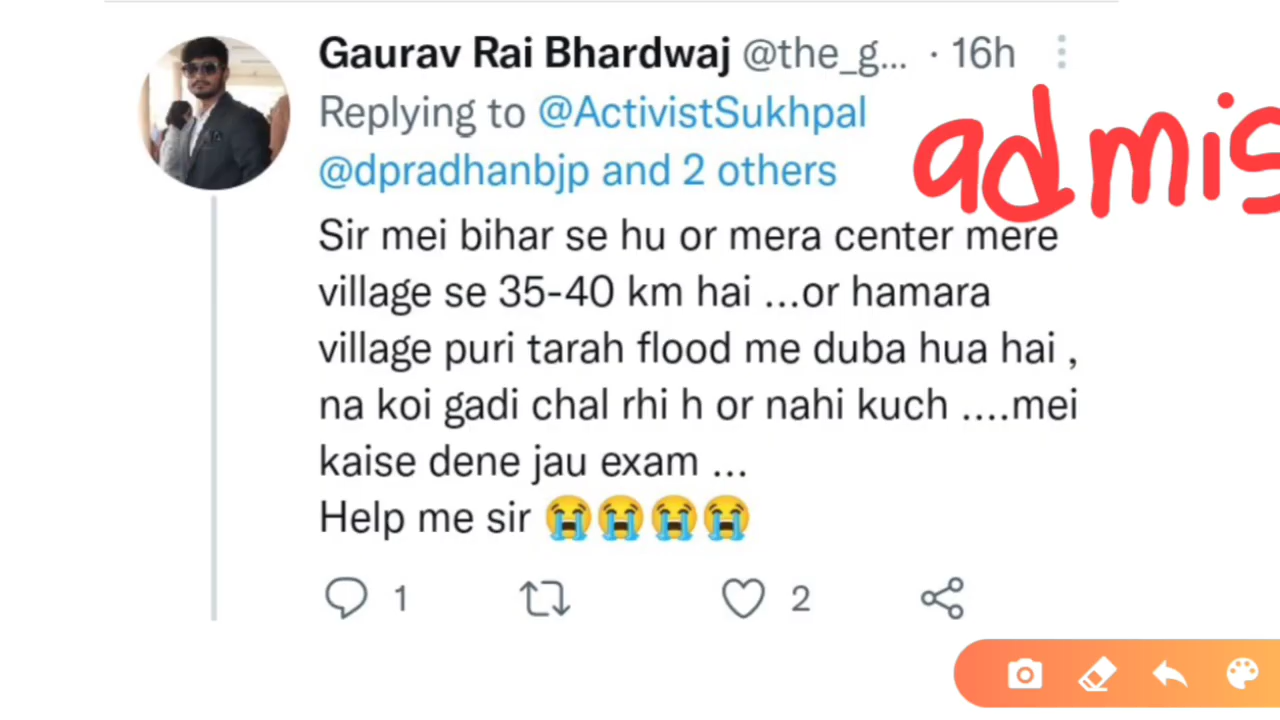 Gaurav Rai Bhardwaj @the_g... · 16h
Replying to @ActivistSukhpal
@dpradhanbjp and 2 others
admis
Sir mei bihar se hu or mera center mere
village se 35-40 km hai ...or hamara
village puri tarah flood me duba hua hai ,
na koi gadi chal rhi h or nahi kuch ....mei
kaise dene jau exam ...
Help me sir 😭😭😭😭
1 2